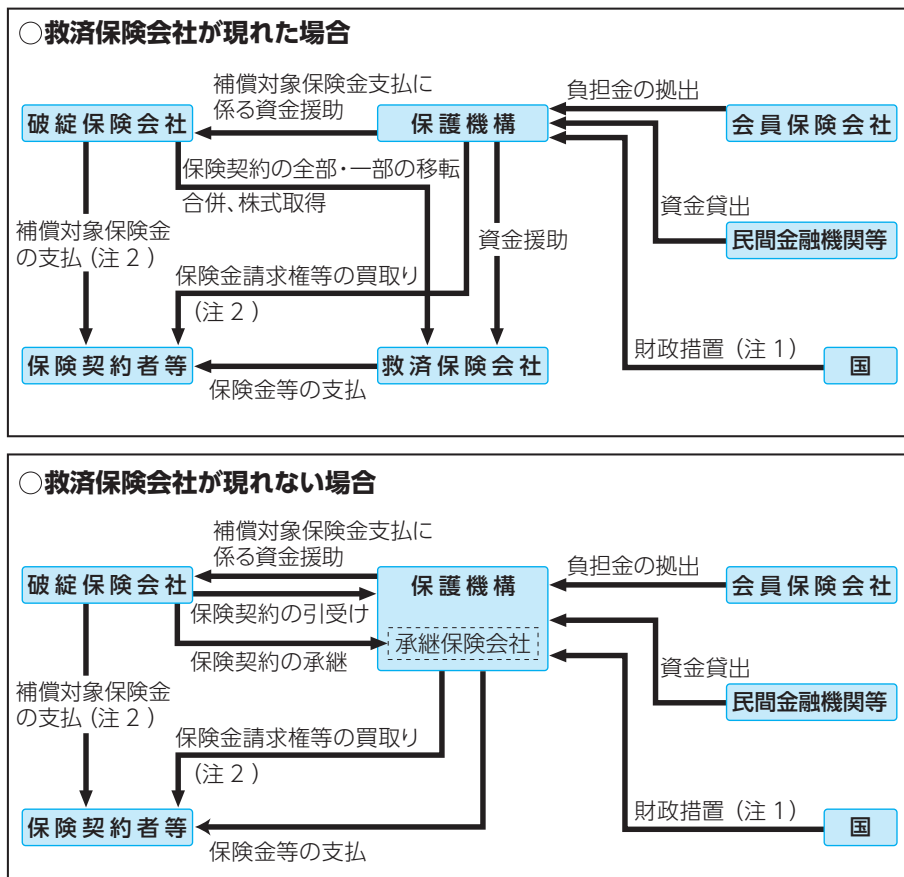 ○救済保険会社が現れた場合
補償対象保険金支払に
係る資金援助
負担金の拠出
破綻保険会社
保護機構
会員保険会社
保険契約の全部・一部の移転
合併、株式取得
資金貸出
補償対象保険金
の支払（注２）
資金援助
民間金融機関等
保険金請求権等の買取り
（注２）
財政措置（注１）
保険契約者等
救済保険会社
国
保険金等の支払
○救済保険会社が現れない場合
補償対象保険金支払に
係る資金援助
負担金の拠出
破綻保険会社
保護機構
会員保険会社
保険契約の引受け
承継保険会社
保険契約の承継
資金貸出
補償対象保険金
の支払（注２）
民間金融機関等
保険金請求権等の買取り
（注２）
財政措置（注１）
保険契約者等
国
保険金等の支払